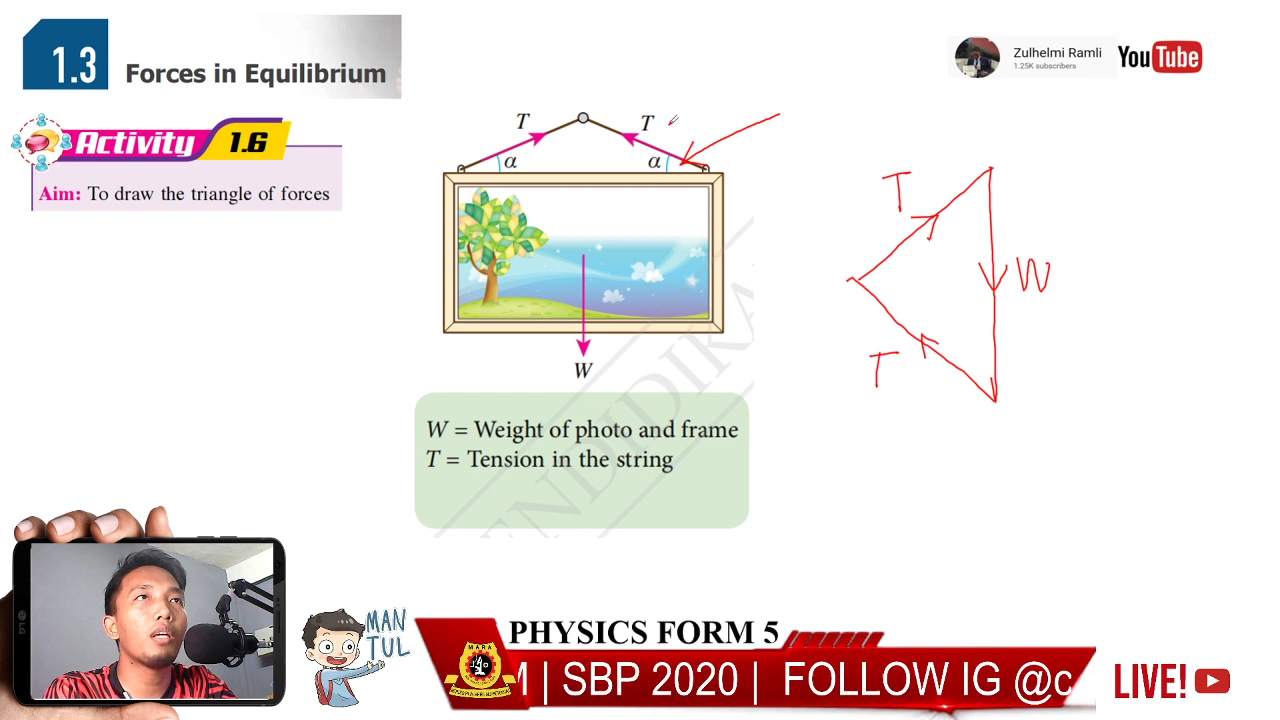 1.3
Forces in Equilibrium
Zulhelmi Ramli
1.25K subscribers
YouTube
Activity 1.6
Aim: To draw the triangle of forces
T
T
α
α
W
W = Weight of photo and frame
T = Tension in the string
T
W
T
LG
MAN
TUL
PHYSICS FORM 5
MARA
M | SBP 2020 | FOLLOW IG @c
LIVE!